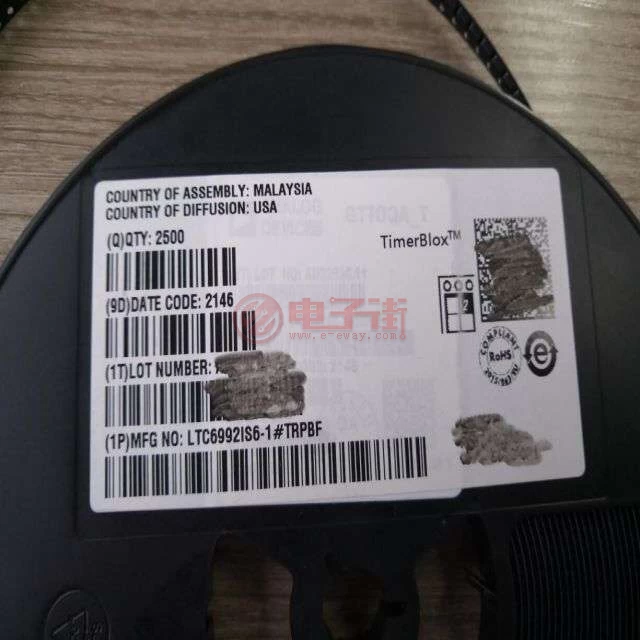 COUNTRY OF ASSEMBLY: MALAYSIA
COUNTRY OF DIFFUSION: USA
(Q)QTY: 2500
TimerBlox™
(9D)DATE CODE: 2146
电子街
www.e-eway.com
(1T)LOT NUMBER:
COMPLIANT
RoHS
e
(1P)MFG NO: LTC6992IS6-1#TRPBF